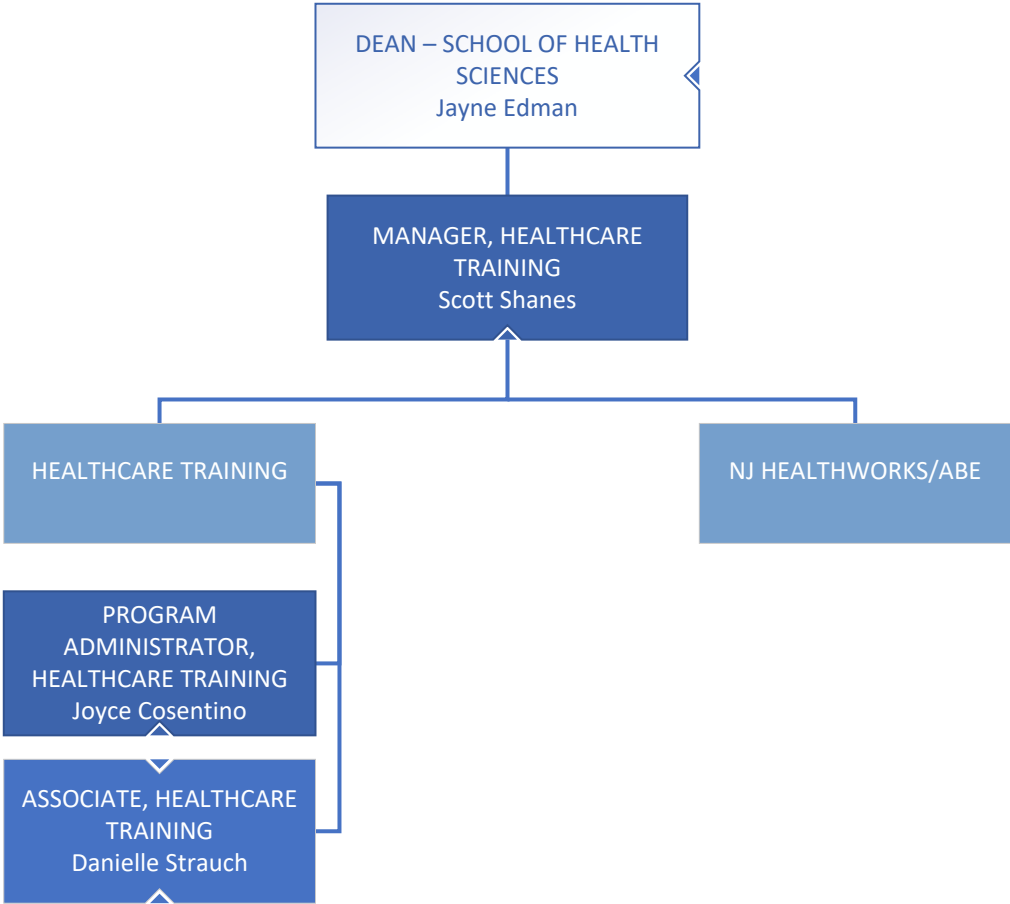 DEAN – SCHOOL OF HEALTH
SCIENCES
Jayne Edman
MANAGER, HEALTHCARE
TRAINING
Scott Shanes
HEALTHCARE TRAINING
NJ HEALTHWORKS/ABE
PROGRAM
ADMINISTRATOR,
HEALTHCARE TRAINING
Joyce Cosentino
ASSOCIATE, HEALTHCARE
TRAINING
Danielle Strauch